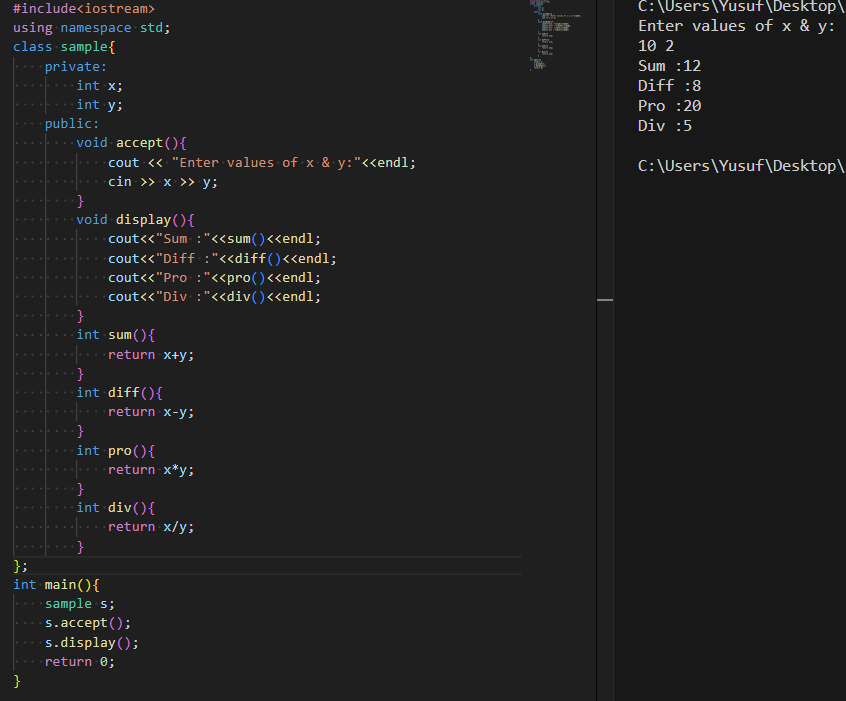 #include<iostream>
using namespace std;
class sample{
    private:
        int x;
        int y;
    public:
        void accept(){
            cout << "Enter values of x & y:"<<endl;
            cin >> x >> y;
        }
        void display(){
            cout<<"Sum :"<<sum()<<endl;
            cout<<"Diff :"<<diff()<<endl;
            cout<<"Pro :"<<pro()<<endl;
            cout<<"Div :"<<div()<<endl;
        }
        int sum(){
            return x+y;
        }
        int diff(){
            return x-y;
        }
        int pro(){
            return x*y;
        }
        int div(){
            return x/y;
        }
};
int main(){
    sample s;
    s.accept();
    s.display();
    return 0;
}
C:\Users\Yusuf\Desktop\
Enter values of x & y:
10 2
Sum :12
Diff :8
Pro :20
Div :5
C:\Users\Yusuf\Desktop\